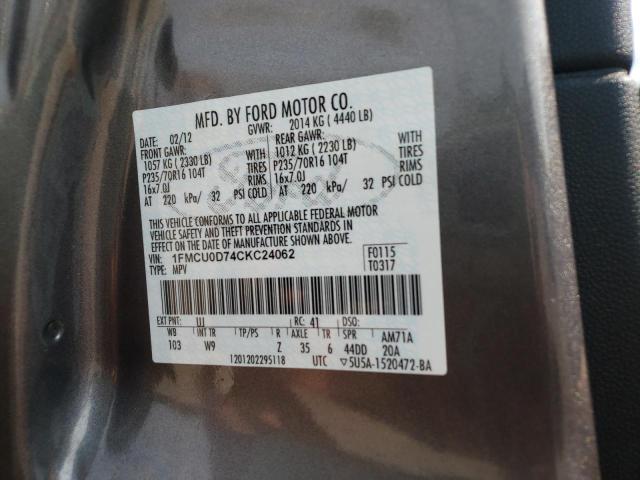 MFD. BY FORD MOTOR CO.
DATE: 02/12 GVWR: 2014 KG ( 4440 LB)
FRONT GAWR: REAR GAWR:
1057 KG ( 2330 LB) 1012 KG ( 2230 LB)
P235/70R16 104T TIRES P235/70R16 104T TIRES
16x7.0J RIMS 16x7.0J RIMS
AT 220 kPa/ 32 PSI COLD AT 220 kPa/ 32 PSI COLD
THIS VEHICLE CONFORMS TO ALL APPLICABLE FEDERAL MOTOR
VEHICLE SAFETY AND THEFT PREVENTION STANDARDS IN
EFFECT ON THE DATE OF MANUFACTURE SHOWN ABOVE.
VIN: 1FMCU0D74CKC24062 F0115
TYPE: MPV T0317
EXT PNT: UJ RC: 41 DSO:
WB INT TR TP/PS R AXLE TR SPR AM71A
103 W9 Z 35 6 44DD 20A
1201202295118 UTC ▽5U5A-1520472-BA
Ford